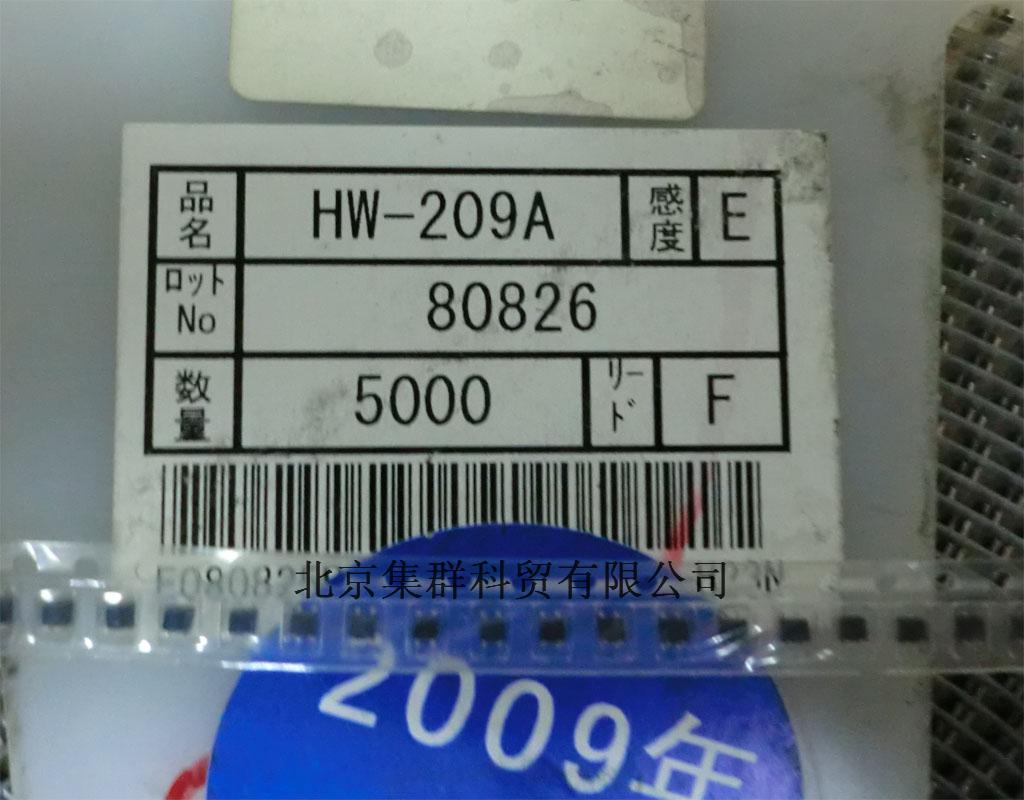 品名 HW-209A 感度 E
ロット No 80826
数量 5000 リード F
北京集群科贸有限公司
2009年